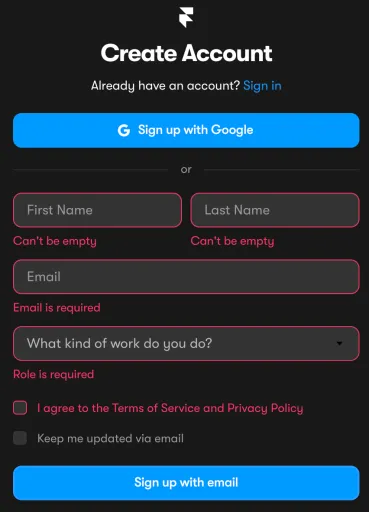 Create Account
Already have an account? Sign in
Sign up with Google
or
First Name
Last Name
Can't be empty
Can't be empty
Email
Email is required
What kind of work do you do?
Role is required
I agree to the Terms of Service and Privacy Policy
Keep me updated via email
Sign up with email